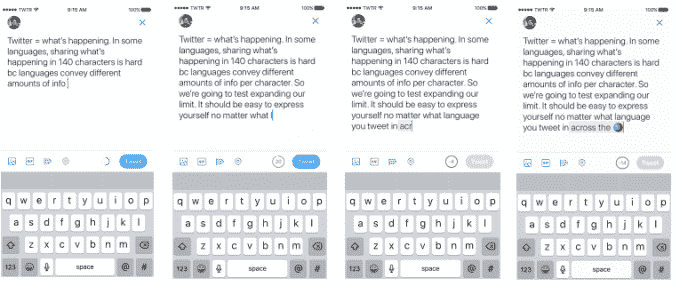 TWTR 9:15 AM
Twitter = what's happening. In some
languages, sharing what's
happening in 140 characters is hard
bc languages convey different
amounts of info
Tweet
q w e r t y u i o p
a s d f g h j k l
z x c v b n m
123 space @ #
TWTR 9:15 AM
Twitter = what's happening. In some
languages, sharing what's
happening in 140 characters is hard
bc languages convey different
amounts of info per character. So
we're going to test expanding our
limit. It should be easy to express
yourself no matter what l
20 Tweet
q w e r t y u i o p
a s d f g h j k l
z x c v b n m
123 space @ #
TWTR 9:15 AM
Twitter = what's happening. In some
languages, sharing what's
happening in 140 characters is hard
bc languages convey different
amounts of info per character. So
we're going to test expanding our
limit. It should be easy to express
yourself no matter what language
you tweet in acr
Tweet
q w e r t y u i o p
a s d f g h j k l
z x c v b n m
123 space @ #
TWTR 9:15 AM
Twitter = what's happening. In some
languages, sharing what's
happening in 140 characters is hard
bc languages convey different
amounts of info per character. So
we're going to test expanding our
limit. It should be easy to express
yourself no matter what language
you tweet in across the 🌎
-14 Tweet
q w e r t y u i o p
a s d f g h j k l
z x c v b n m
123 space @ #